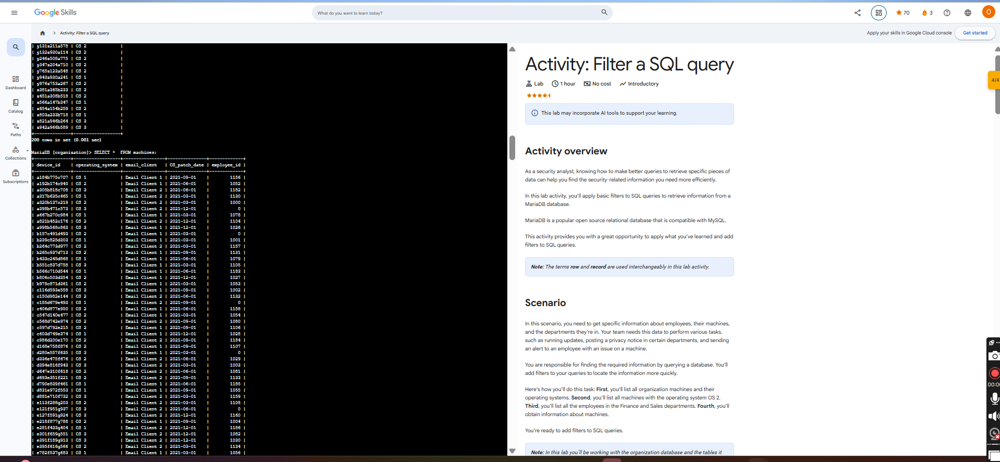 Google Skills
What do you want to learn today?
70
3
O
Activity: Filter a SQL query
Apply your skills in Google Cloud console
Get started
Dashboard
Catalog
Paths
Collections
Subscriptions
| y131z211a578 | OS 2 |
| y132z930a114 | OS 2 |
| y246z508a775 | OS 2 |
| y347z204a710 | OS 2 |
| y765z123a548 | OS 2 |
| y943z930a241 | OS 1 |
| y976z753a267 | OS 2 |
| z381a365b233 | OS 3 |
| z451a308b518 | OS 2 |
| z566a147b347 | OS 1 |
| z654a154b259 | OS 2 |
| z803a233b718 | OS 1 |
| z821a946b264 | OS 3 |
| z942a966b589 | OS 3 |
200 rows in set (0.001 sec)
MariaDB [organization]> SELECT * FROM machines;
| device_id | operating_system | email_client | OS_patch_date | employee_id |
| a184b775c707 | OS 1 | Email Client 1 | 2021-09-01 | 1156 |
| a192b174c940 | OS 2 | Email Client 1 | 2021-06-01 | 1052 |
| a305b818c708 | OS 3 | Email Client 2 | 2021-06-01 | 1182 |
| a317b635c465 | OS 1 | Email Client 2 | 2021-03-01 | 1130 |
| a320b137c219 | OS 2 | Email Client 2 | 2021-03-01 | 1000 |
| a398b471c573 | OS 3 | Email Client 2 | 2021-12-01 | 0 |
| a667b270c984 | OS 1 | Email Client 1 | 2021-03-01 | 1078 |
| a821b452c176 | OS 2 | Email Client 2 | 2021-12-01 | 1104 |
| a998b568c863 | OS 3 | Email Client 1 | 2021-12-01 | 1026 |
| b157c491d493 | OS 2 | Email Client 1 | 2021-03-01 | 0 |
| b239c825d303 | OS 1 | Email Client 1 | 2021-03-01 | 1001 |
| b264c773d977 | OS 2 | Email Client 2 | 2021-03-01 | 1157 |
| b265c937d713 | OS 2 | Email Client 1 | 2021-09-01 | 1131 |
| b433c245d868 | OS 1 | Email Client 1 | 2021-06-01 | 1079 |
| b551c837d758 | OS 3 | Email Client 1 | 2021-03-01 | 1105 |
| b566c710d544 | OS 1 | Email Client 1 | 2021-06-01 | 1183 |
| b806c503d354 | OS 2 | Email Client 1 | 2021-12-01 | 1027 |
| b979c871d361 | OS 2 | Email Client 1 | 2021-03-01 | 1053 |
| c116d593e558 | OS 3 | Email Client 1 | 2021-09-01 | 1002 |
| c150d982e144 | OS 2 | Email Client 2 | 2021-06-01 | 1132 |
| c185d679e493 | OS 1 | Email Client 1 | 2021-09-01 | 0 |
| c406d877e950 | OS 2 | Email Client 1 | 2021-06-01 | 1158 |
| c547d140e477 | OS 2 | Email Client 1 | 2021-03-01 | 1054 |
| c568d742e974 | OS 2 | Email Client 2 | 2021-09-01 | 1080 |
| c597d792e215 | OS 2 | Email Client 1 | 2021-09-01 | 1106 |
| c603d749e374 | OS 1 | Email Client 1 | 2021-12-01 | 1028 |
| c986d200e170 | OS 2 | Email Client 2 | 2021-09-01 | 1184 |
| d168e758f876 | OS 2 | Email Client 1 | 2021-09-01 | 1107 |
| d280e557f635 | OS 3 | Email Client 1 | 2021-03-01 | 0 |
| d336e475f676 | OS 2 | Email Client 2 | 2021-06-01 | 1029 |
| d394e816f943 | OS 3 | Email Client 2 | 2021-03-01 | 1003 |
| d647e310f618 | OS 2 | Email Client 2 | 2021-06-01 | 1081 |
| d693e351f221 | OS 2 | Email Client 1 | 2021-09-01 | 1133 |
| d790e839f461 | OS 1 | Email Client 1 | 2021-06-01 | 1185 |
| d831e972f553 | OS 1 | Email Client 1 | 2021-09-01 | 1055 |
| d881e710f732 | OS 3 | Email Client 1 | 2021-03-01 | 1159 |
| e113f288g203 | OS 2 | Email Client 1 | 2021-03-01 | 1108 |
| e121f951g937 | OS 3 | Email Client 2 | 2021-06-01 | 0 |
| e127f591g924 | OS 3 | Email Client 2 | 2021-12-01 | 1160 |
| e218f877g788 | OS 2 | Email Client 1 | 2021-09-01 | 1004 |
| e281f433g404 | OS 1 | Email Client 2 | 2021-12-01 | 1186 |
| e301f659g551 | OS 3 | Email Client 1 | 2021-12-01 | 1082 |
| e391f189g913 | OS 3 | Email Client 2 | 2021-12-01 | 1030 |
| e395f616g566 | OS 2 | Email Client 2 | 2021-03-01 | 1134 |
| e782f537g683 | OS 1 | Email Client 1 | 2021-03-01 | 1056 |
Activity: Filter a SQL query
Lab 1 hour No cost Introductory
This lab may incorporate AI tools to support your learning.
Activity overview
As a security analyst, knowing how to make better queries to retrieve specific pieces of
data can help you find the security-related information you need more efficiently.
In this lab activity, you'll apply basic filters to SQL queries to retrieve information from a
MariaDB database.
MariaDB is a popular open source relational database that is compatible with MySQL.
This activity provides you with a great opportunity to apply what you've learned and add
filters to SQL queries.
Note: The terms row and record are used interchangeably in this lab activity.
Scenario
In this scenario, you need to get specific information about employees, their machines,
and the departments they're in. Your team needs this data to perform various tasks,
such as running updates, posting a privacy notice in certain departments, and sending
an alert to an employee with an issue on a machine.
You are responsible for finding the required information by querying a database. You'll
add filters to your queries to locate the information more quickly.
Here's how you'll do this task: First, you'll list all organization machines and their
operating systems. Second, you'll list all machines with the operating system OS 2.
Third, you'll list all the employees in the Finance and Sales departments. Fourth, you'll
obtain information about machines.
You're ready to add filters to SQL queries.
Note: In this lab you'll be working with the organization database and the tables it
4/4
00:0